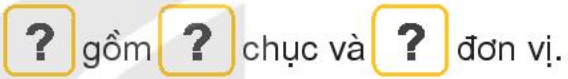 ? gồm ? chục và ? đơn vị.